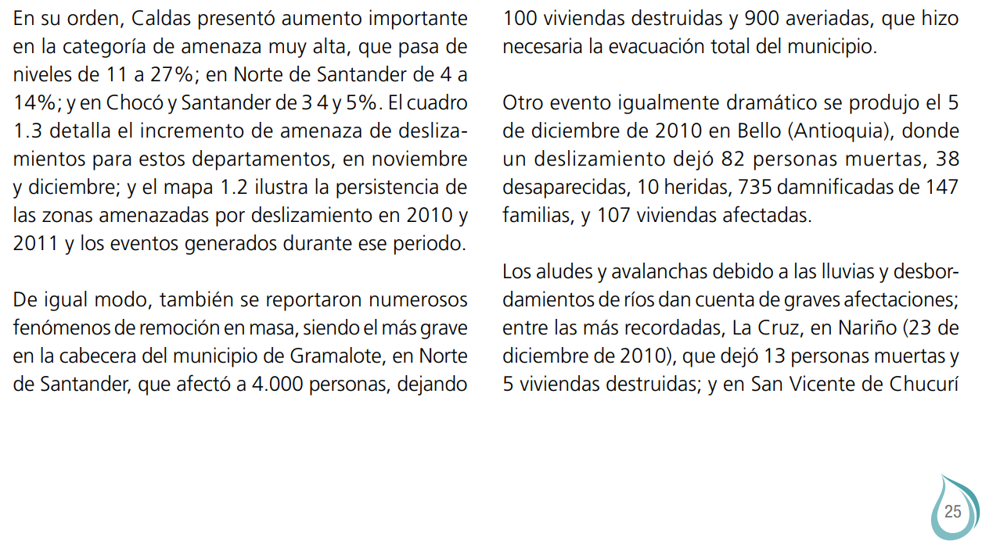 En su orden, Caldas presentó aumento importante
en la categoría de amenaza muy alta, que pasa de
niveles de 11 a 27%; en Norte de Santander de 4 a
14%; y en Chocó y Santander de 3 4 y 5%. El cuadro
1.3 detalla el incremento de amenaza de desliza-
mientos para estos departamentos, en noviembre
y diciembre; y el mapa 1.2 ilustra la persistencia de
las zonas amenazadas por deslizamiento en 2010 y
2011 y los eventos generados durante ese periodo.
De igual modo, también se reportaron numerosos
fenómenos de remoción en masa, siendo el más grave
en la cabecera del municipio de Gramalote, en Norte
de Santander, que afectó a 4.000 personas, dejando
100 viviendas destruidas y 900 averiadas, que hizo
necesaria la evacuación total del municipio.
Otro evento igualmente dramático se produjo el 5
de diciembre de 2010 en Bello (Antioquia), donde
un deslizamiento dejó 82 personas muertas, 38
desaparecidas, 10 heridas, 735 damnificadas de 147
familias, y 107 viviendas afectadas.
Los aludes y avalanchas debido a las lluvias y desbor-
damientos de ríos dan cuenta de graves afectaciones;
entre las más recordadas, La Cruz, en Nariño (23 de
diciembre de 2010), que dejó 13 personas muertas y
5 viviendas destruidas; y en San Vicente de Chucurí
25